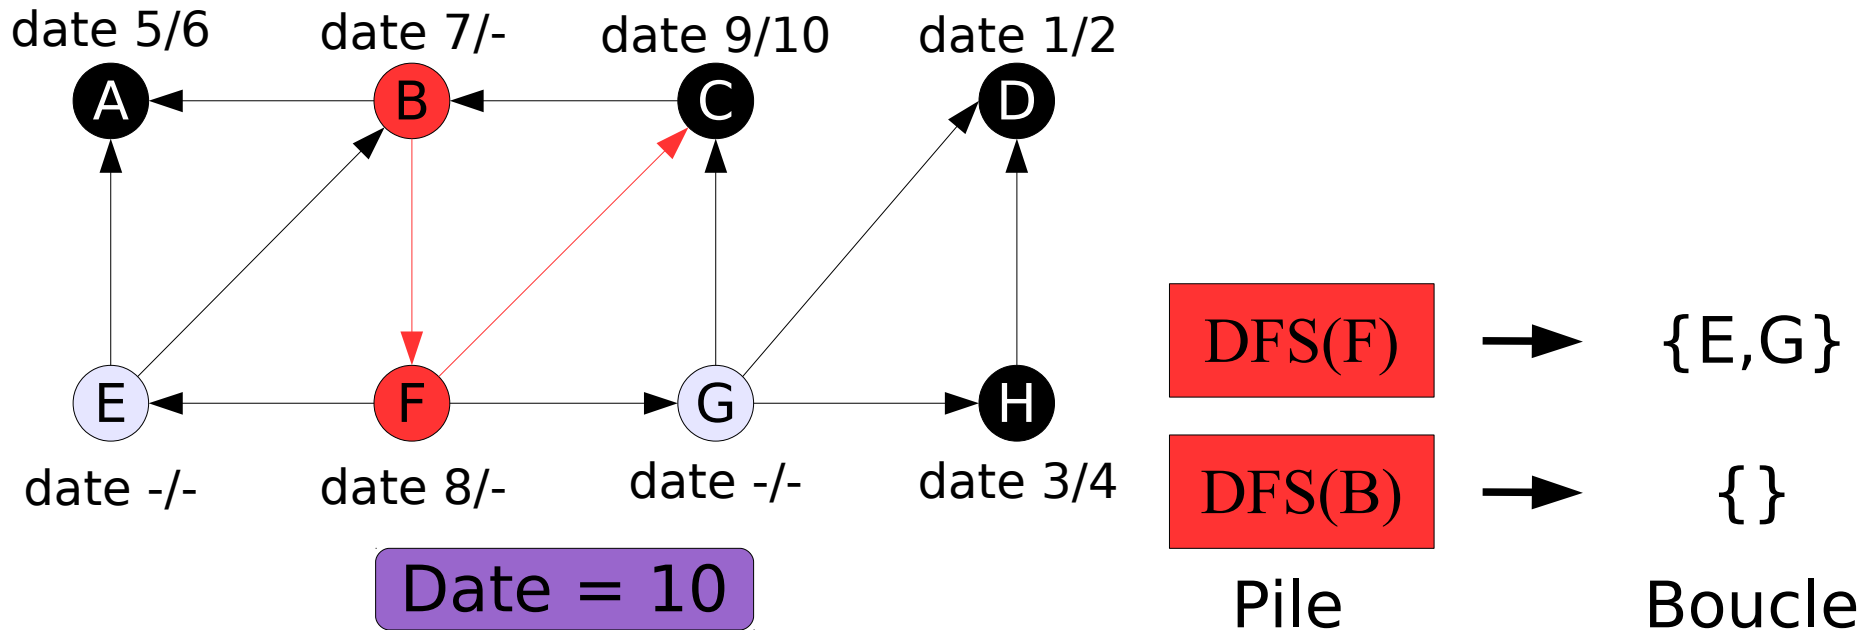 date 5/6 date 7/- date 9/10 date 1/2
A B C D
DFS(F) {E,G}
E F G H
date -/- date 8/- date -/- date 3/4
DFS(B) {}
Date = 10
Pile Boucle